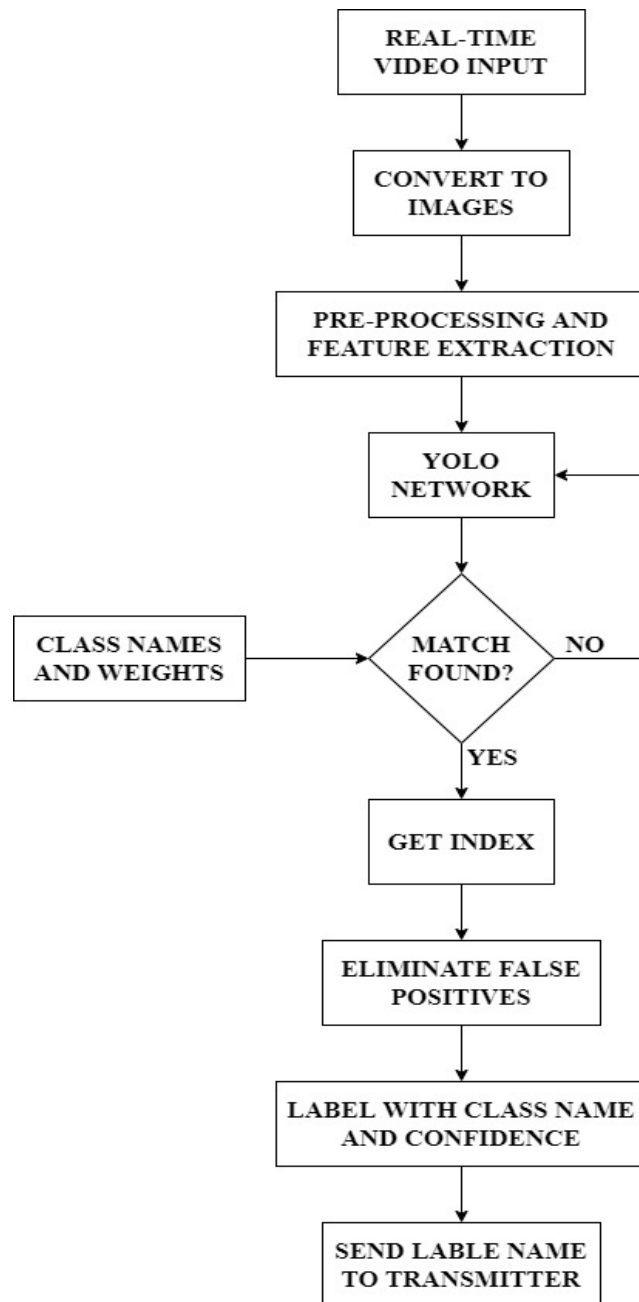 REAL-TIME
VIDEO INPUT
CONVERT TO
IMAGES
PRE-PROCESSING AND
FEATURE EXTRACTION
YOLO
NETWORK
CLASS NAMES
AND WEIGHTS
MATCH
FOUND?
NO
YES
GET INDEX
ELIMINATE FALSE
POSITIVES
LABEL WITH CLASS NAME
AND CONFIDENCE
SEND LABLE NAME
TO TRANSMITTER